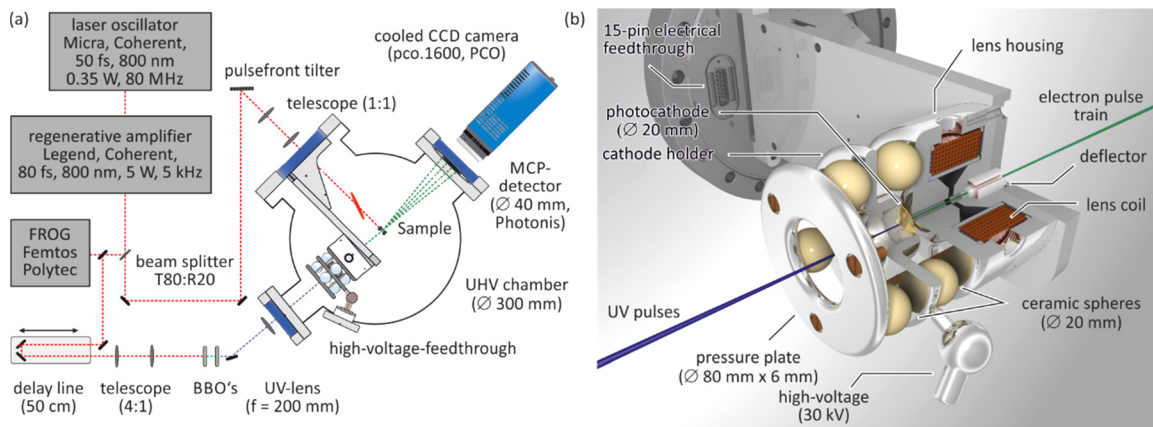 (a)
laser oscillator
Micra, Coherent,
50 fs, 800 nm
0.35 W, 80 MHz
regenerative amplifier
Legend, Coherent,
80 fs, 800 nm, 5 W, 5 kHz
FROG
Femtos
Polytec
beam splitter
T80:R20
pulsefront tilter
telescope (1:1)
cooled CCD camera
(pco.1600, PCO)
MCP-
detector
(∅ 40 mm,
Photonis)
Sample
UHV chamber
(∅ 300 mm)
high-voltage-feedthrough
delay line
(50 cm)
telescope
(4:1)
BBO‘s
UV-lens
(f = 200 mm)
(b)
15-pin electrical
feedthrough
photocathode
(∅ 20 mm)
cathode holder
lens housing
electron pulse
train
deflector
lens coil
ceramic spheres
(∅ 20 mm)
UV pulses
pressure plate
(∅ 80 mm x 6 mm)
high-voltage
(30 kV)